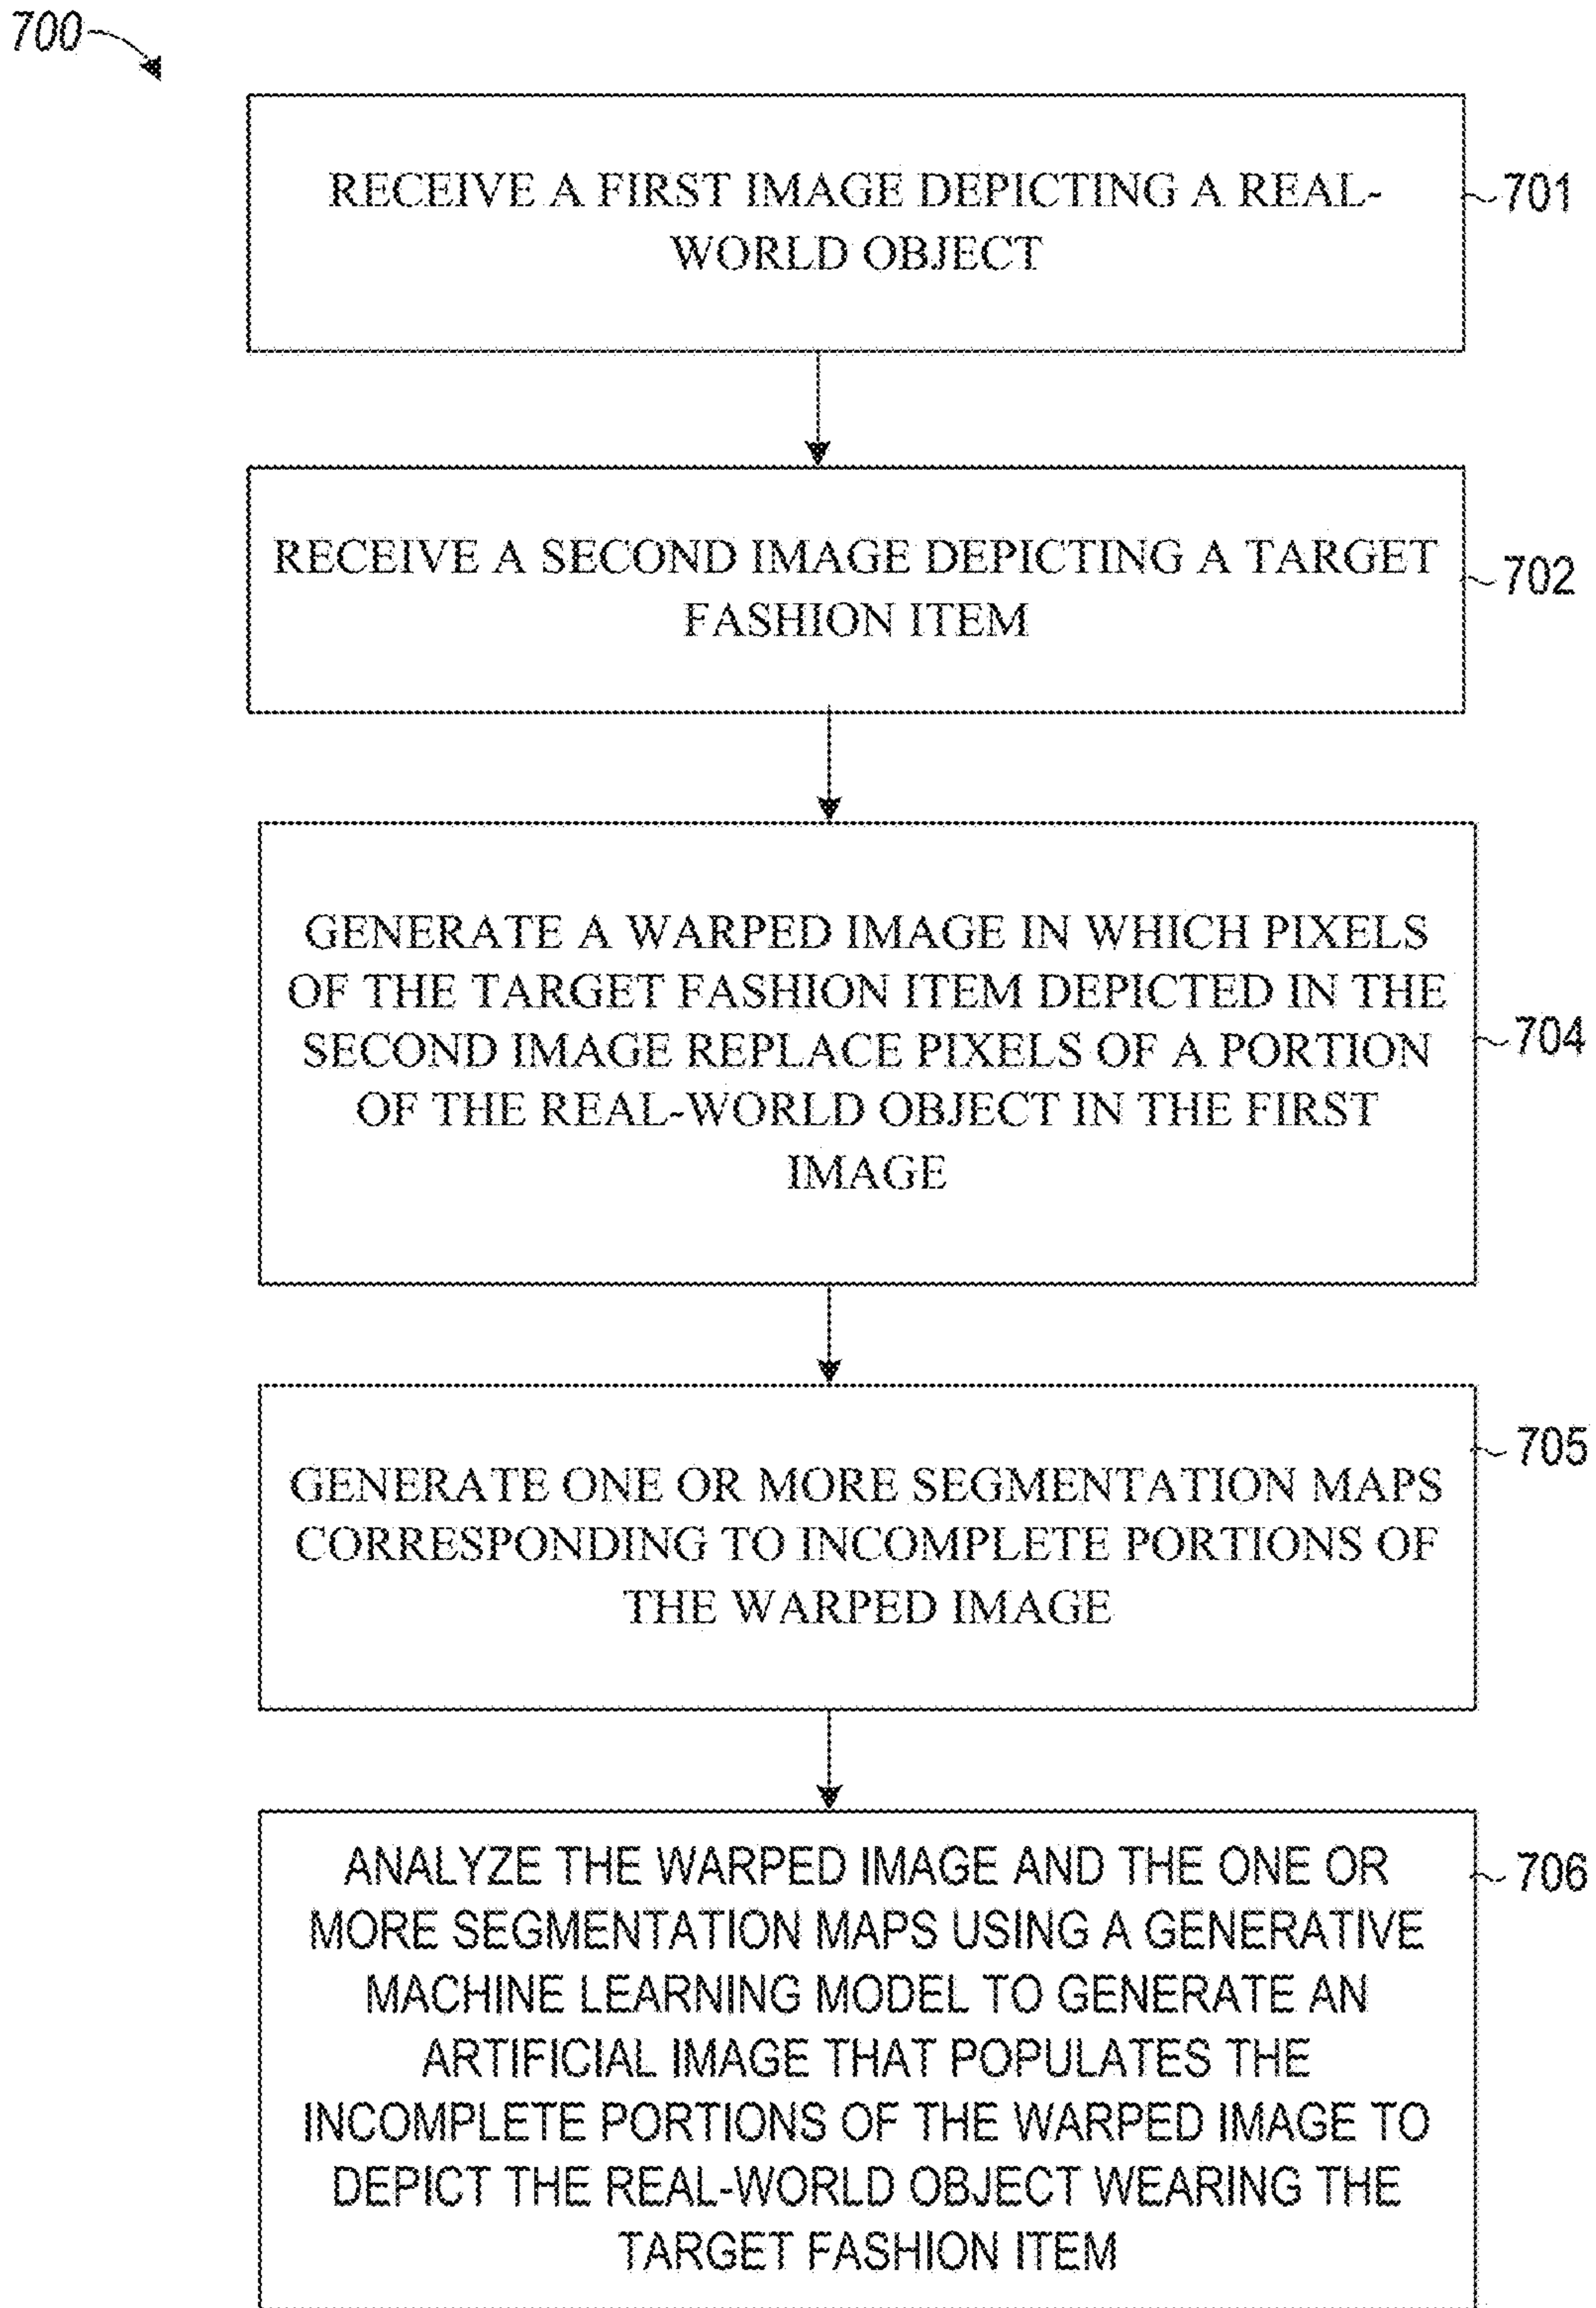 700
RECEIVE A FIRST IMAGE DEPICTING A REAL-
WORLD OBJECT
701
RECEIVE A SECOND IMAGE DEPICTING A TARGET
FASHION ITEM
702
GENERATE A WARPED IMAGE IN WHICH PIXELS
OF THE TARGET FASHION ITEM DEPICTED IN THE
SECOND IMAGE REPLACE PIXELS OF A PORTION
OF THE REAL-WORLD OBJECT IN THE FIRST
IMAGE
704
GENERATE ONE OR MORE SEGMENTATION MAPS
CORRESPONDING TO INCOMPLETE PORTIONS OF
THE WARPED IMAGE
705
ANALYZE THE WARPED IMAGE AND THE ONE OR
MORE SEGMENTATION MAPS USING A GENERATIVE
MACHINE LEARNING MODEL TO GENERATE AN
ARTIFICIAL IMAGE THAT POPULATES THE
INCOMPLETE PORTIONS OF THE WARPED IMAGE TO
DEPICT THE REAL-WORLD OBJECT WEARING THE
TARGET FASHION ITEM
706